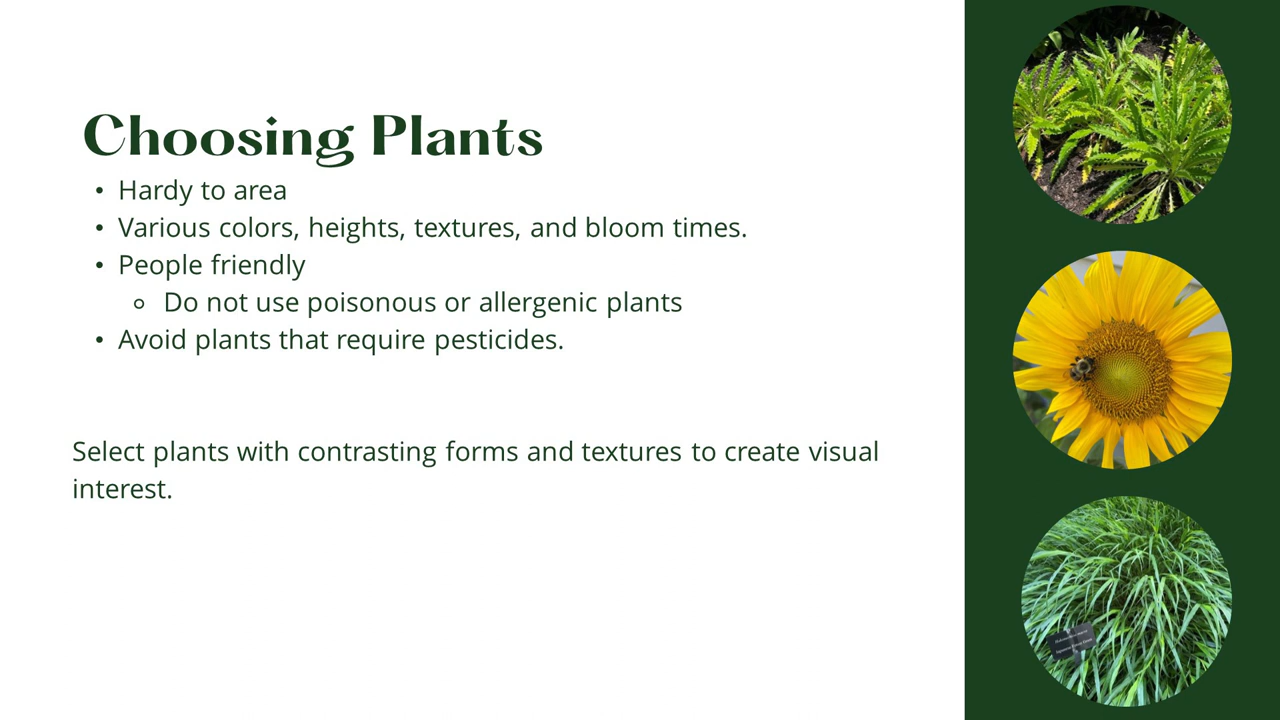 Choosing Plants
• Hardy to area
• Various colors, heights, textures, and bloom times.
• People friendly
◦ Do not use poisonous or allergenic plants
• Avoid plants that require pesticides.
Select plants with contrasting forms and textures to create visual
interest.